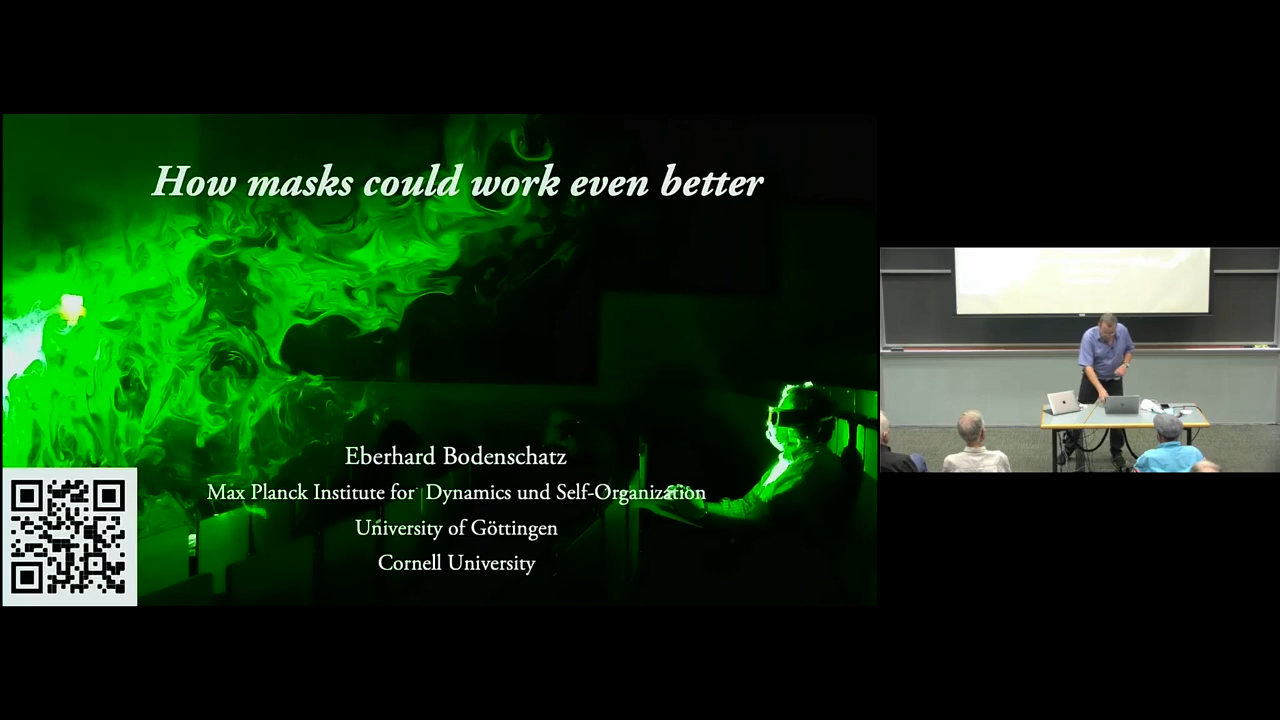 How masks could work even better
Eberhard Bodenschatz
Max Planck Institute for Dynamics und Self-Organization
University of Göttingen
Cornell University